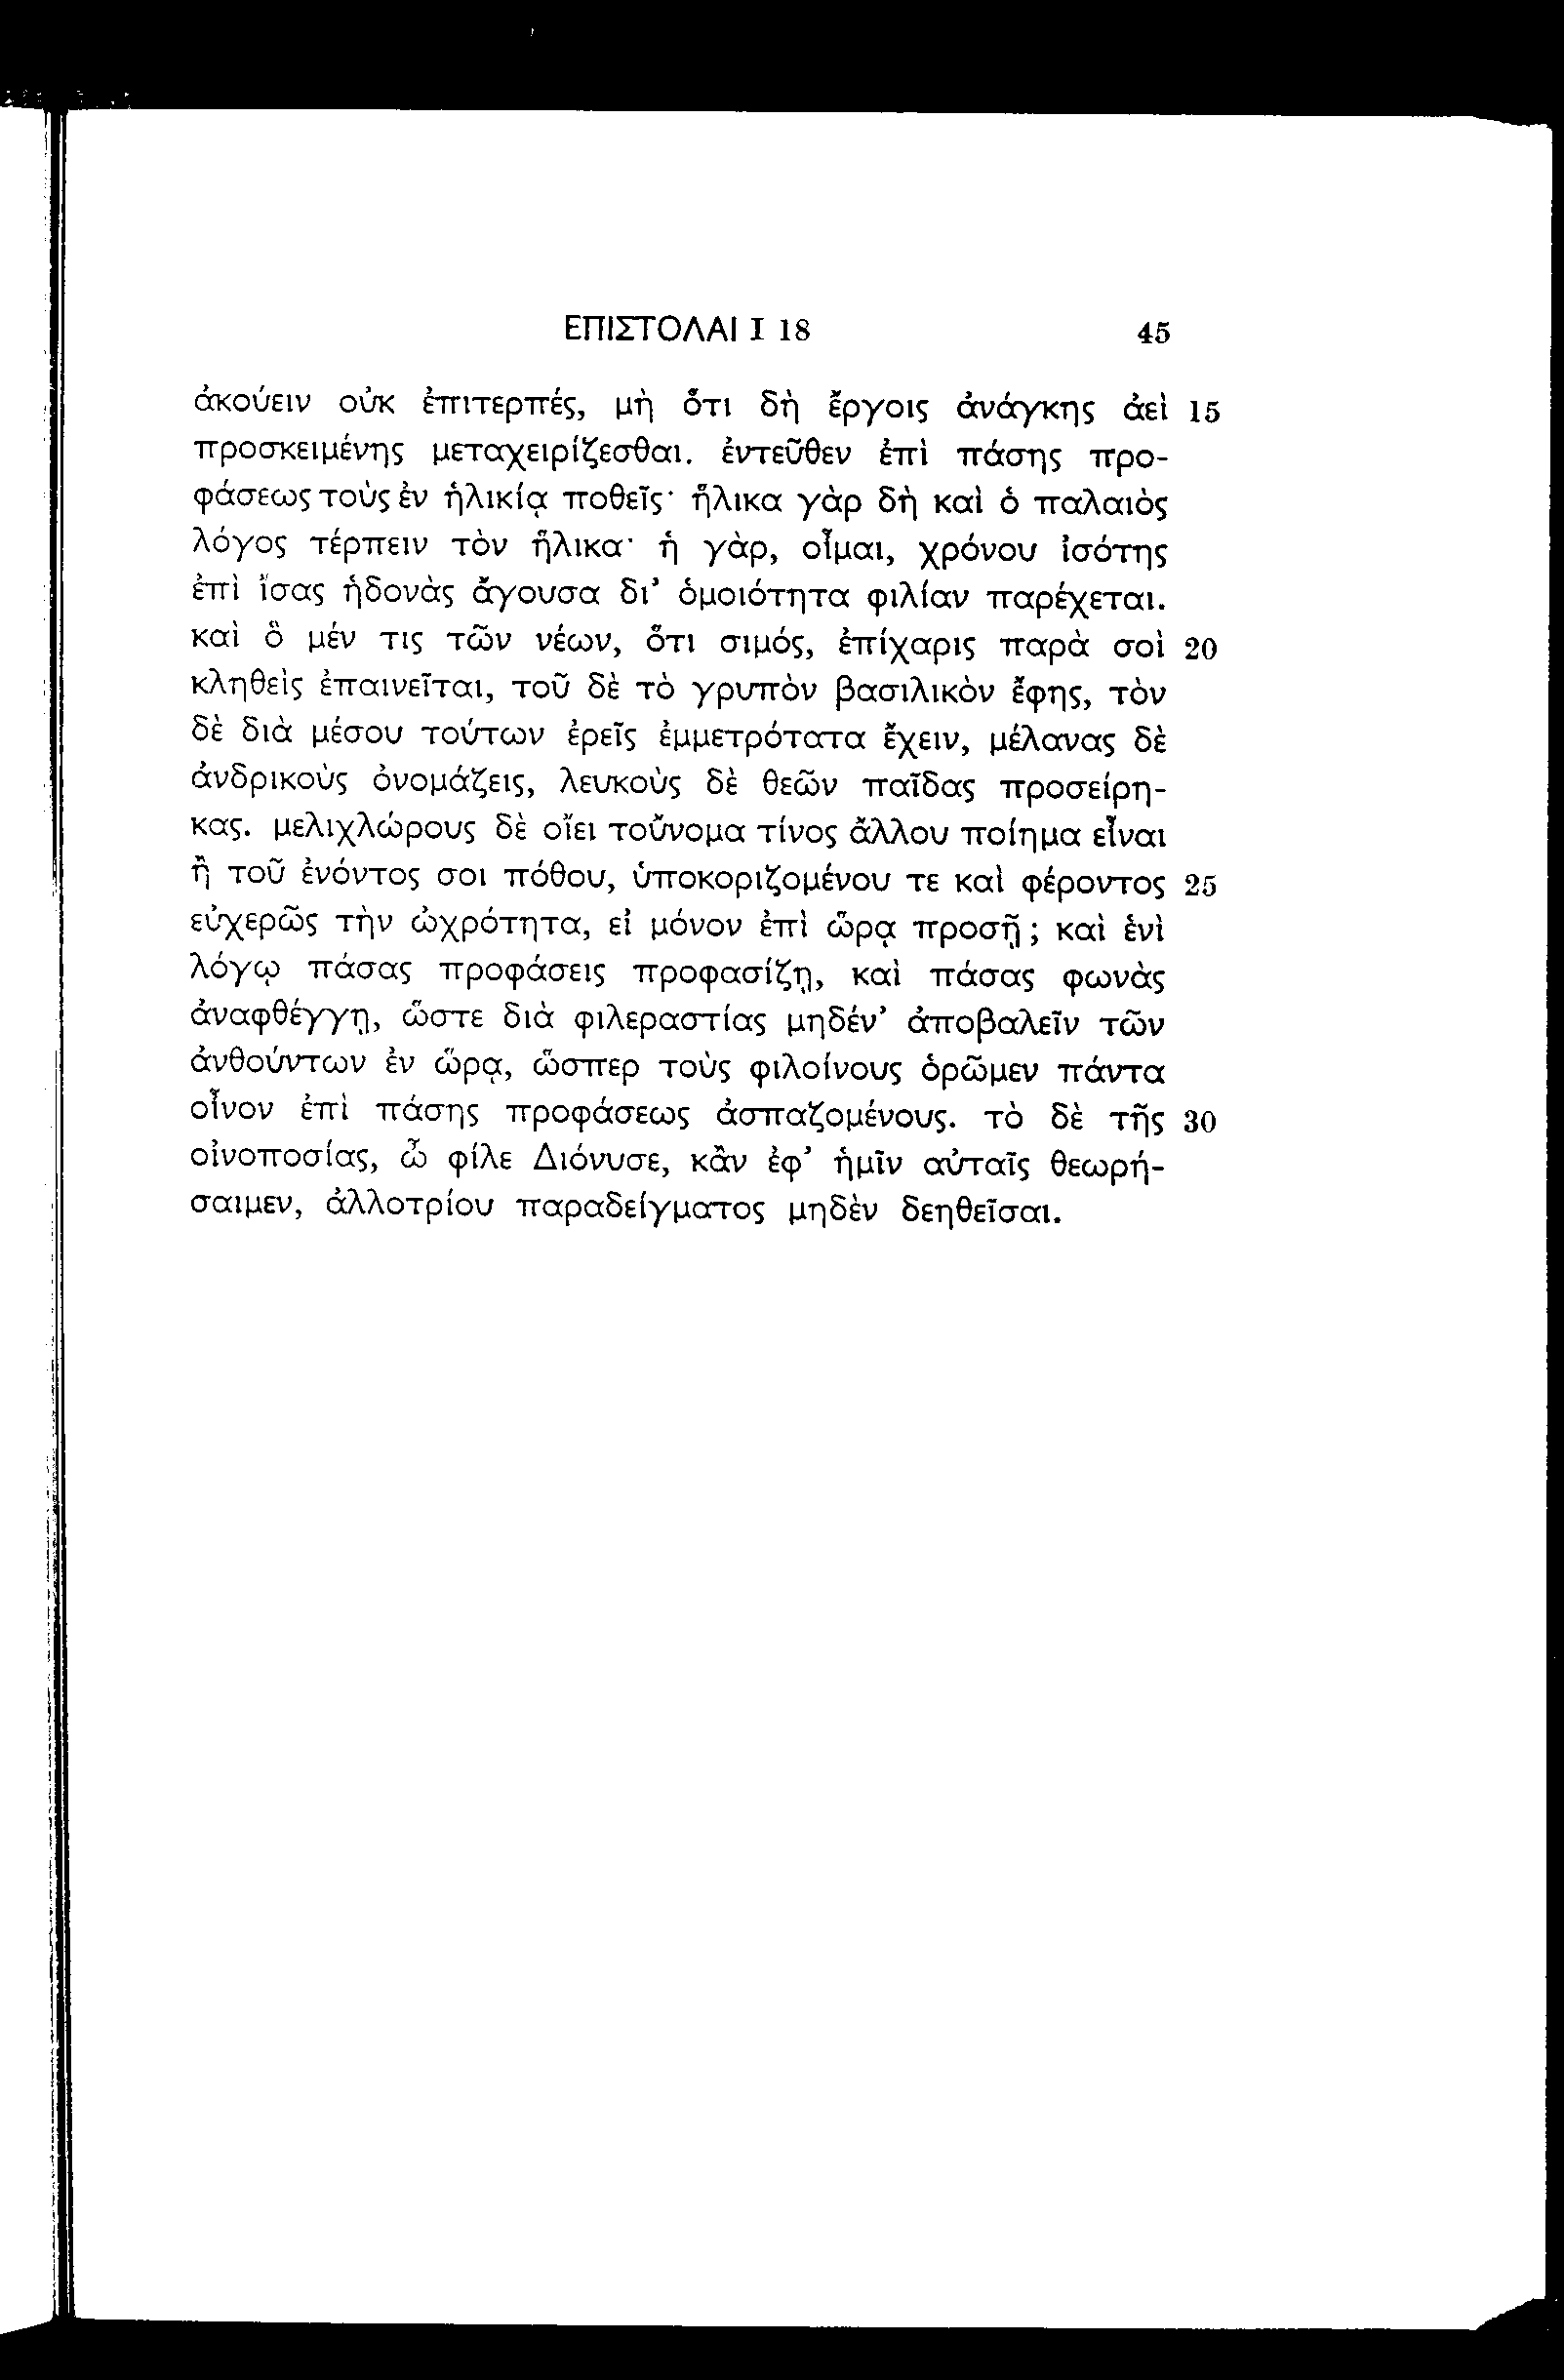 ΕΠΙΣΤΟΛΑΙ I 18 45
ἀκούειν οὐκ ἐπιτερπές, μὴ ὅτι δὴ ἔργοις ἀνάγκης ἀεὶ 15
προσκειμένης μεταχειρίζεσθαι. ἐντεῦθεν ἐπὶ πάσης προ-
φάσεως τοὺς ἐν ἡλικίᾳ ποθεῖς· ἥλικα γὰρ δὴ καὶ ὁ παλαιὸς
λόγος τέρπειν τὸν ἥλικα· ἡ γὰρ, οἶμαι, χρόνου ἰσότης
ἐπὶ ἴσας ἡδονὰς ἄγουσα δι’ ὁμοιότητα φιλίαν παρέχεται.
καὶ ὃ μέν τις τῶν νέων, ὅτι σιμός, ἐπίχαρις παρὰ σοὶ 20
κληθεὶς ἐπαινεῖται, τοῦ δὲ τὸ γρυπὸν βασιλικὸν ἔφης, τὸν
δὲ διὰ μέσου τούτων ἐρεῖς ἐμμετρότατα ἔχειν, μέλανας δὲ
ἀνδρικοὺς ὀνομάζεις, λευκοὺς δὲ θεῶν παῖδας προσείρη-
κας. μελιχλώρους δὲ οἴει τοὔνομα τίνος ἄλλου ποίημα εἶναι
ἢ τοῦ ἐνόντος σοι πόθου, ὑποκοριζομένου τε καὶ φέροντος 25
εὐχερῶς τὴν ὠχρότητα, εἰ μόνον ἐπὶ ὥρᾳ προσῇ; καὶ ἑνὶ
λόγῳ πάσας προφάσεις προφασίζῃ, καὶ πάσας φωνὰς
ἀναφθέγγῃ, ὥστε διὰ φιλεραστίας μηδέν’ ἀποβαλεῖν τῶν
ἀνθούντων ἐν ὥρᾳ, ὥσπερ τοὺς φιλοίνους ὁρῶμεν πάντα
οἶνον ἐπὶ πάσης προφάσεως ἀσπαζομένους. τὸ δὲ τῆς 30
οἰνοποσίας, ὦ φίλε Διόνυσε, κἂν ἐφ’ ἡμῖν αὐταῖς θεωρή-
σαιμεν, ἀλλοτρίου παραδείγματος μηδὲν δεηθεῖσαι.